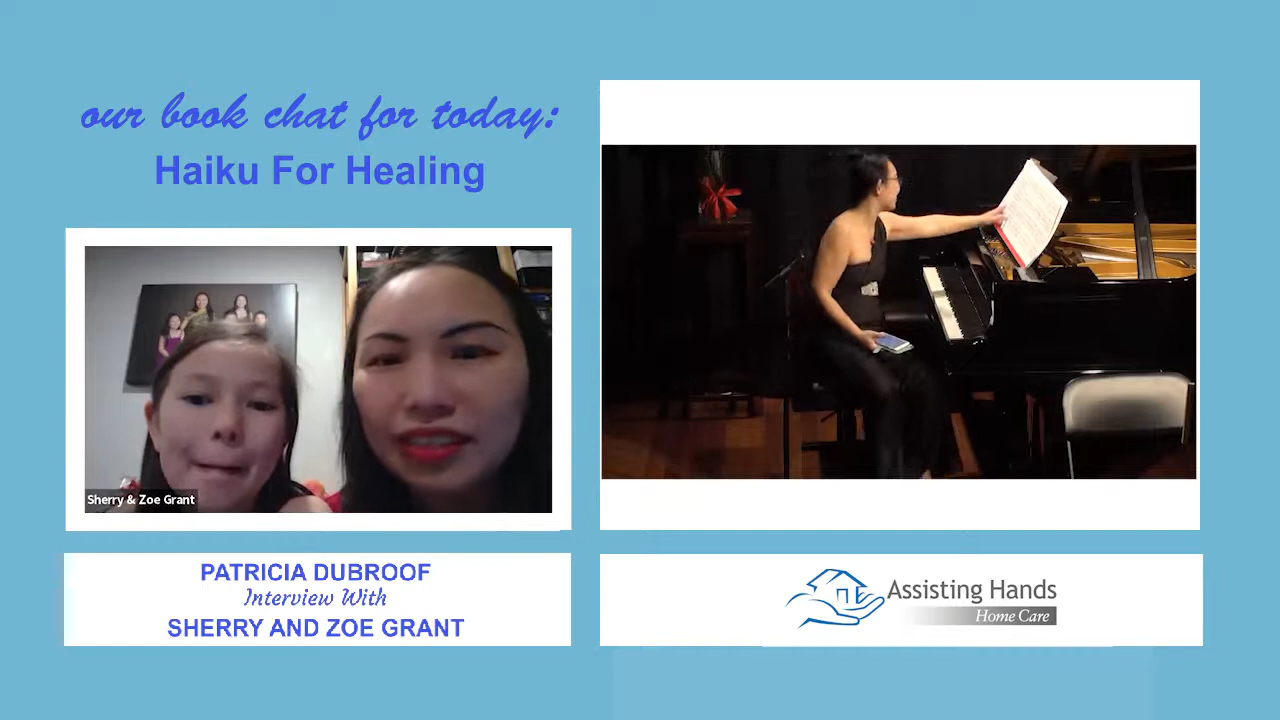 our book chat for today:
Haiku For Healing
Sherry & Zoe Grant
PATRICIA DUBROOF
Interview With
SHERRY AND ZOE GRANT
Assisting Hands
Home Care